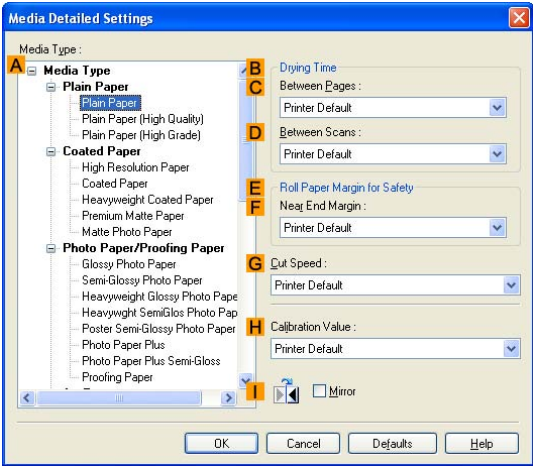 Media Detailed Settings
Media Type :
A
Media Type
Plain Paper
Plain Paper
Plain Paper (High Quality)
Plain Paper (High Grade)
Coated Paper
High Resolution Paper
Coated Paper
Heavyweight Coated Paper
Premium Matte Paper
Matte Photo Paper
Photo Paper/Proofing Paper
Glossy Photo Paper
Semi-Glossy Photo Paper
Heavyweight Glossy Photo Pape
Heavywght SemiGlos Photo Pap
Poster Semi-Glossy Photo Paper
Photo Paper Plus
Photo Paper Plus Semi-Gloss
Proofing Paper
B Drying Time
C Between Pages :
Printer Default
D Between Scans :
Printer Default
E Roll Paper Margin for Safety
F Near End Margin :
Printer Default
G Cut Speed :
Printer Default
H Calibration Value :
Printer Default
I Mirror
OK Cancel Defaults Help